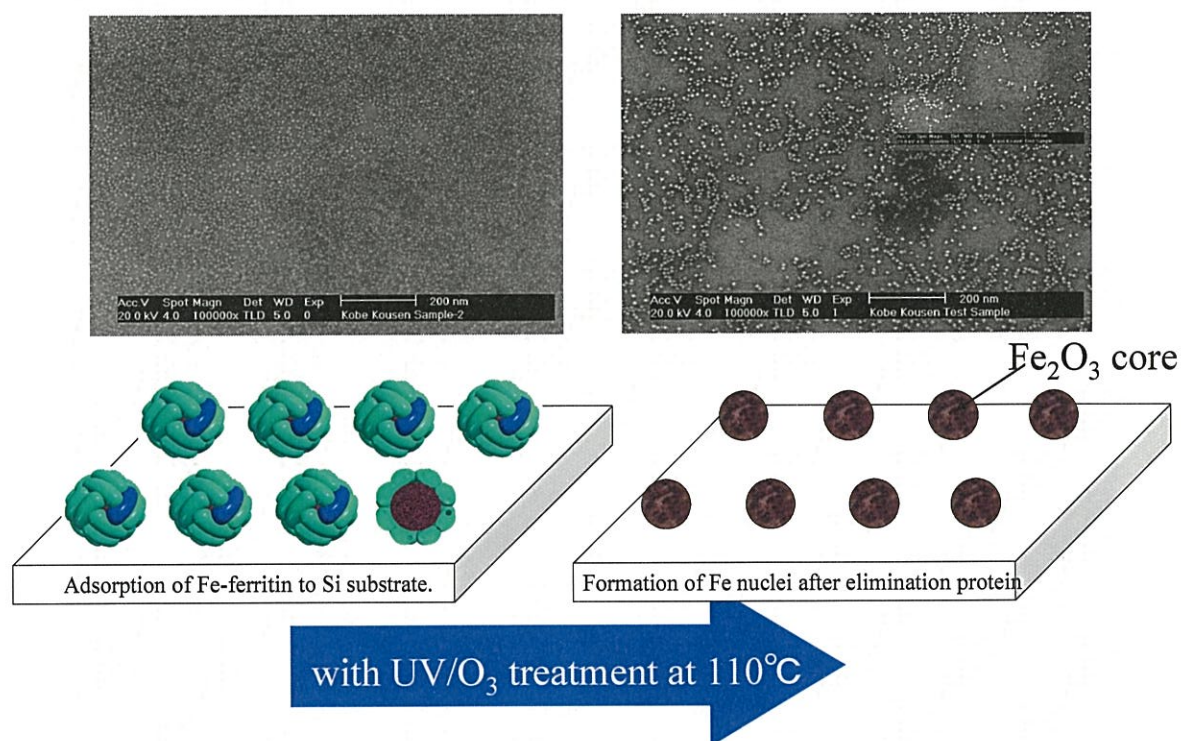 Acc.V Spot Magn Det WD Exp 200 nm
20.0 kV 4.0 100000x TLD 5.0 0 Kobe Kousen Sample-2
Acc.V Spot Magn Det WD Exp 200 nm
20.0 kV 4.0 100000x TLD 5.0 1 Kobe Kousen Test Sample
Fe₂O₃ core
Adsorption of Fe-ferritin to Si substrate.
Formation of Fe nuclei after elimination protein
with UV/O₃ treatment at 110℃